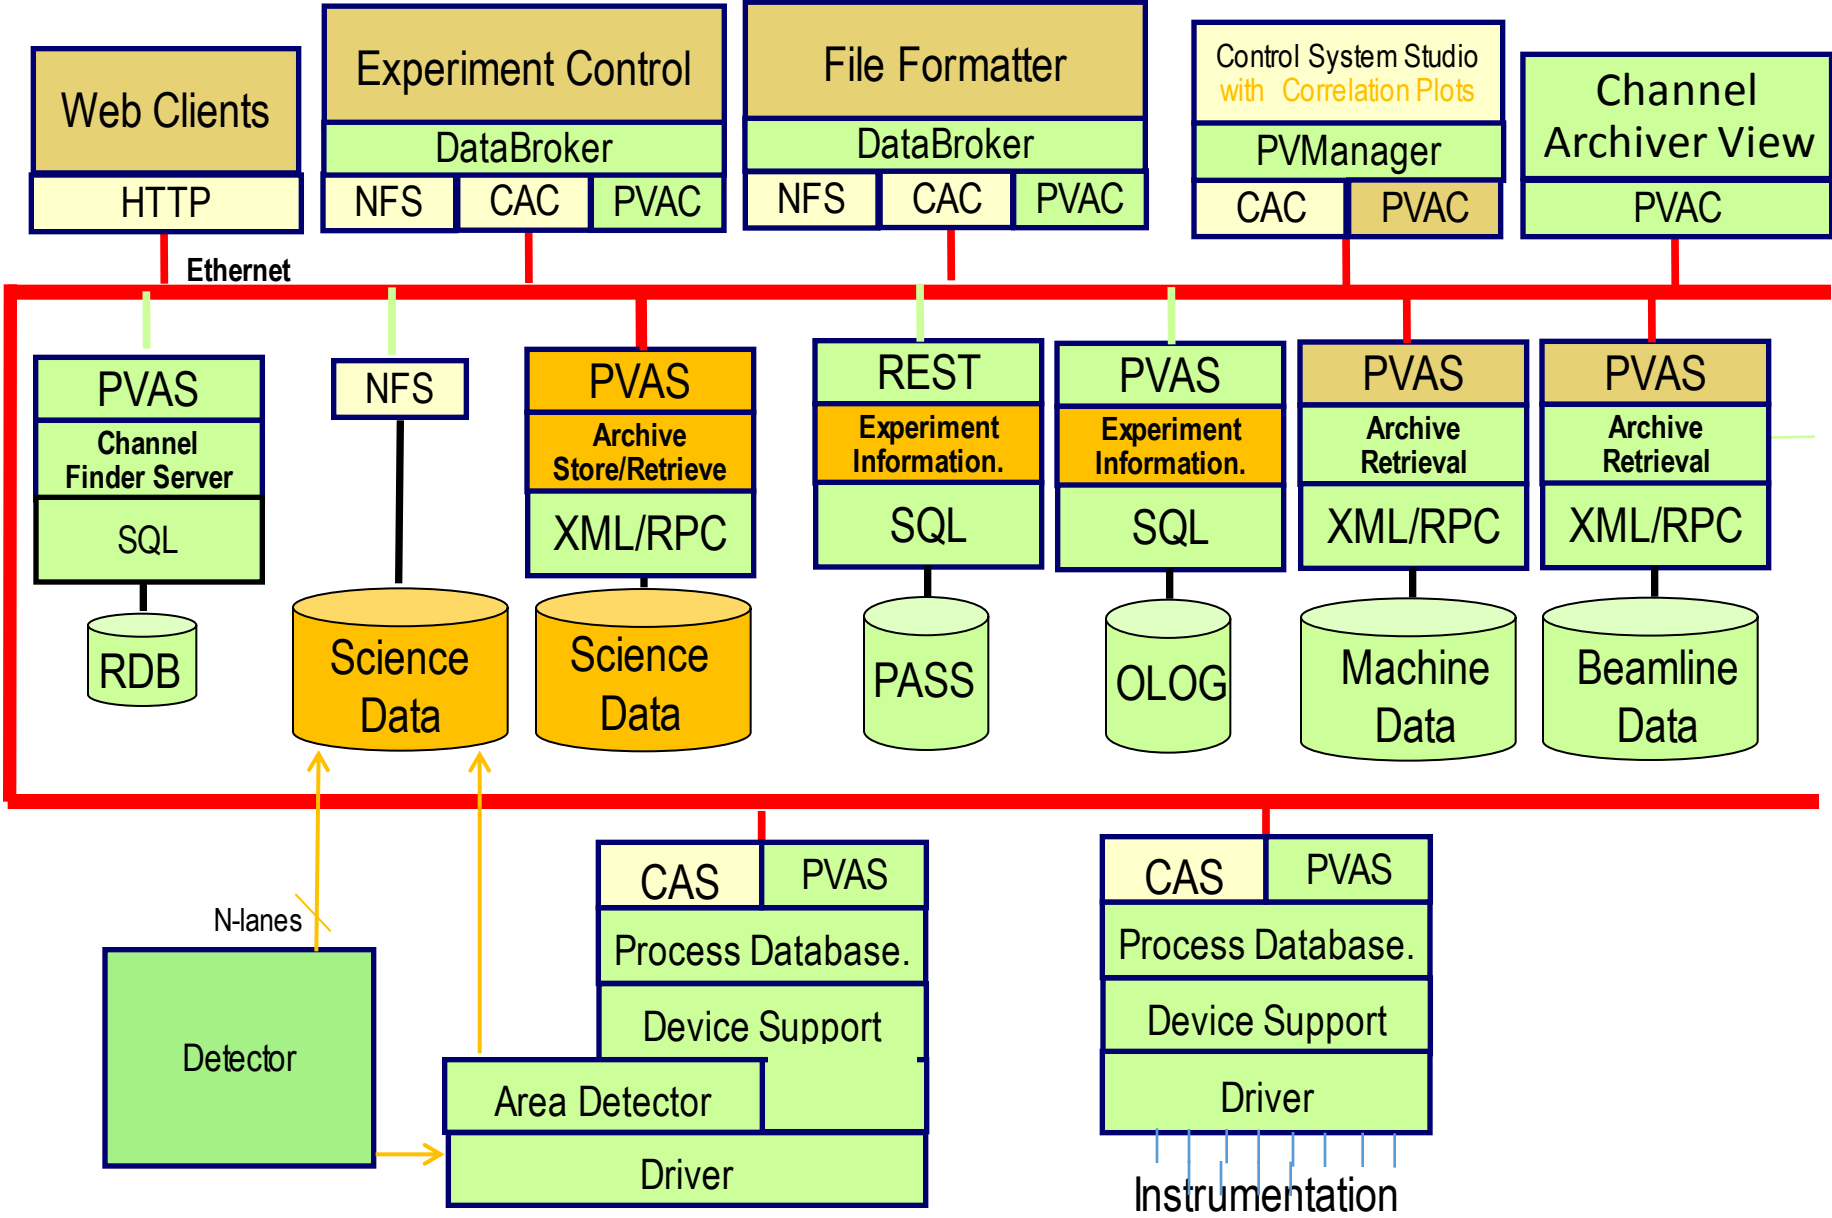 Web Clients
HTTP
Experiment Control
DataBroker
NFS
CAC
PVAC
File Formatter
DataBroker
NFS
CAC
PVAC
Control System Studio
with Correlation Plots
PVManager
CAC
PVAC
Channel
Archiver View
PVAC
Ethernet
PVAS
Channel
Finder Server
SQL
RDB
NFS
Science
Data
PVAS
Archive
Store/Retrieve
XML/RPC
Science
Data
REST
Experiment
Information.
SQL
PASS
PVAS
Experiment
Information.
SQL
OLOG
PVAS
Archive
Retrieval
XML/RPC
Machine
Data
PVAS
Archive
Retrieval
XML/RPC
Beamline
Data
N-lanes
Detector
CAS
PVAS
Process Database.
Device Support
Area Detector
Driver
CAS
PVAS
Process Database.
Device Support
Driver
Instrumentation